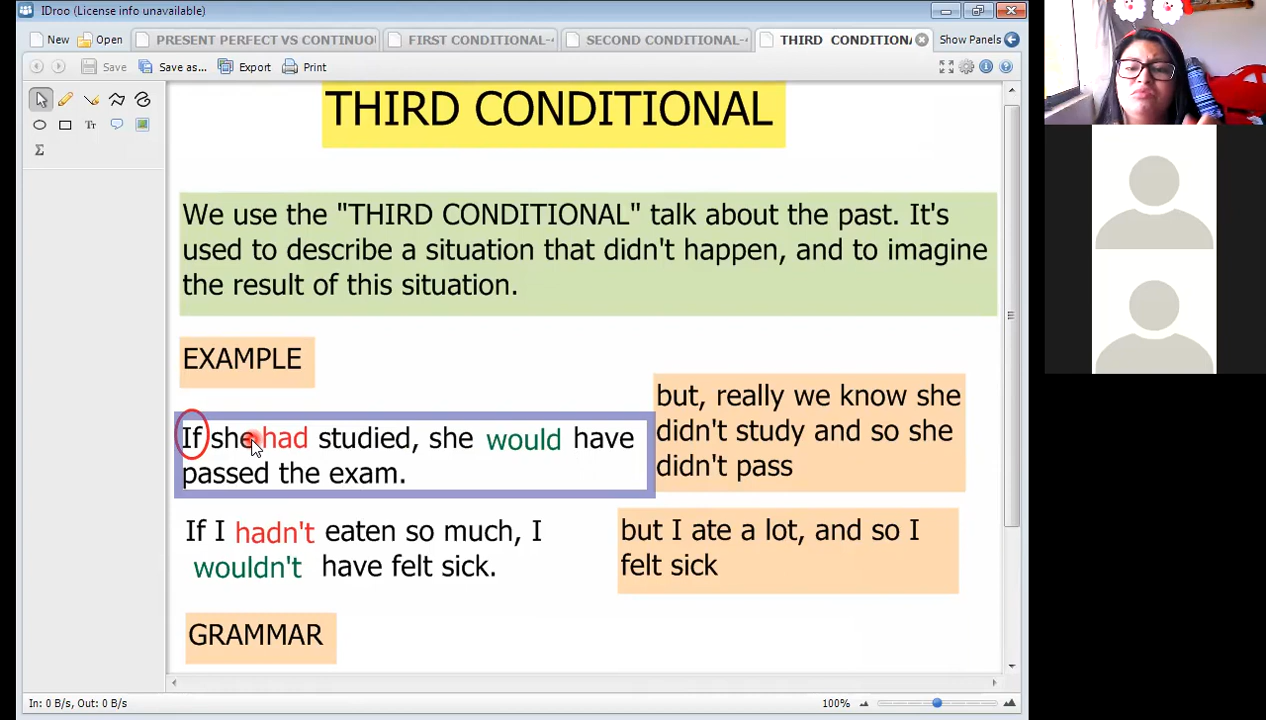 IDroo (License info unavailable)
New Open PRESENT PERFECT VS CONTINUO FIRST CONDITIONAL- SECOND CONDITIONAL- THIRD CONDITIONA Show Panels
Save Save as... Export Print
THIRD CONDITIONAL
We use the "THIRD CONDITIONAL" talk about the past. It's
used to describe a situation that didn't happen, and to imagine
the result of this situation.
EXAMPLE
If she had studied, she would have
passed the exam.
but, really we know she
didn't study and so she
didn't pass
If I hadn't eaten so much, I
wouldn't have felt sick.
but I ate a lot, and so I
felt sick
GRAMMAR
In: 0 B/s, Out: 0 B/s 100%